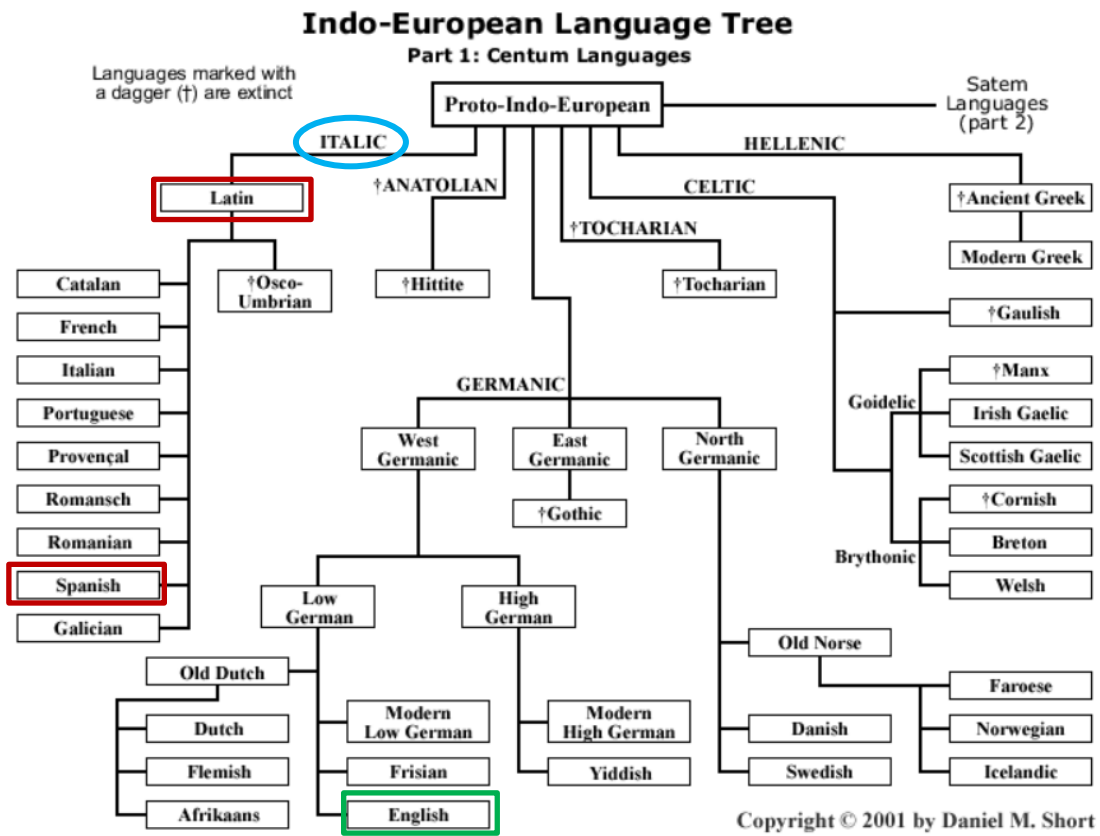 Indo-European Language Tree
Part 1: Centum Languages
Languages marked with
a dagger (†) are extinct
Proto-Indo-European
Satem
Languages
(part 2)
ITALIC
HELLENIC
†ANATOLIAN
CELTIC
Latin
†Ancient Greek
†TOCHARIAN
Modern Greek
Catalan
†Osco-
Umbrian
†Hittite
†Tocharian
†Gaulish
French
Italian
†Manx
GERMANIC
Goidelic
Portuguese
Irish Gaelic
West
Germanic
East
Germanic
North
Germanic
Provençal
Scottish Gaelic
Romansch
†Cornish
†Gothic
Romanian
Breton
Brythonic
Spanish
Welsh
Low
German
High
German
Galician
Old Norse
Old Dutch
Faroese
Dutch
Modern
Low German
Modern
High German
Danish
Norwegian
Flemish
Frisian
Yiddish
Swedish
Icelandic
Afrikaans
English
Copyright © 2001 by Daniel M. Short